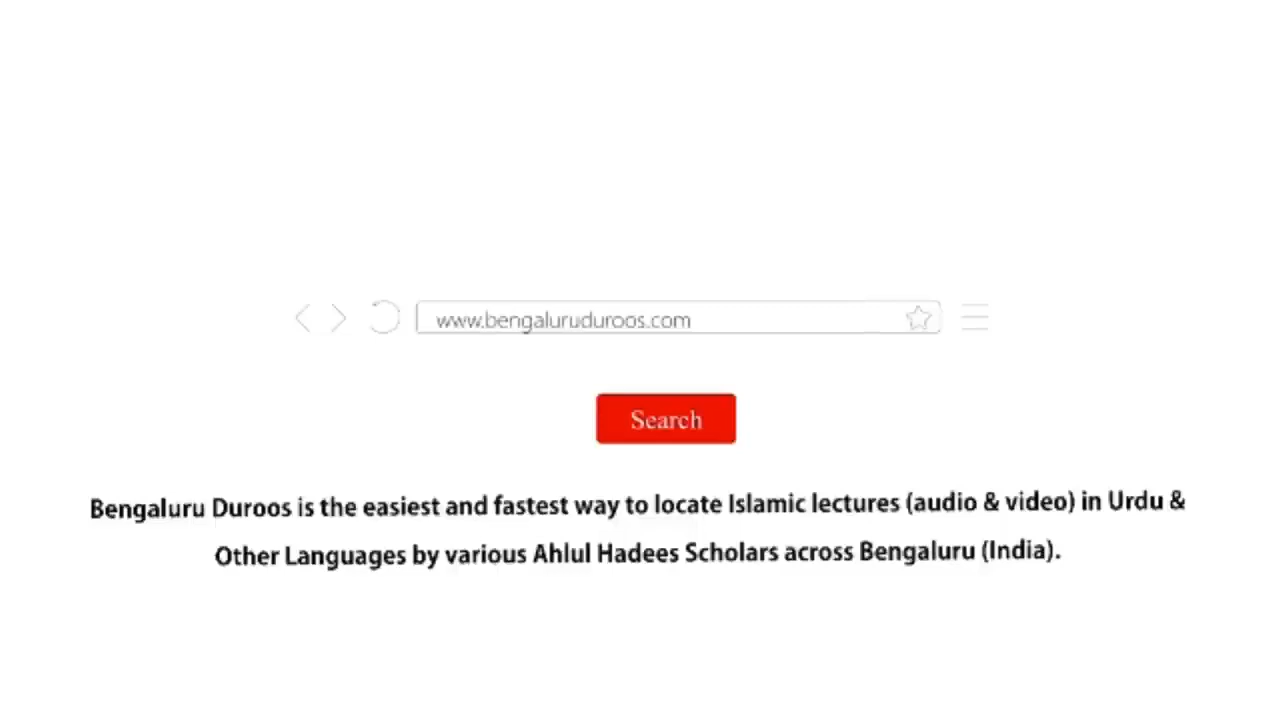 www.bengaluruduroos.com
Search
Bengaluru Duroos is the easiest and fastest way to locate Islamic lectures (audio & video) in Urdu &
Other Languages by various Ahlul Hadees Scholars across Bengaluru (India).